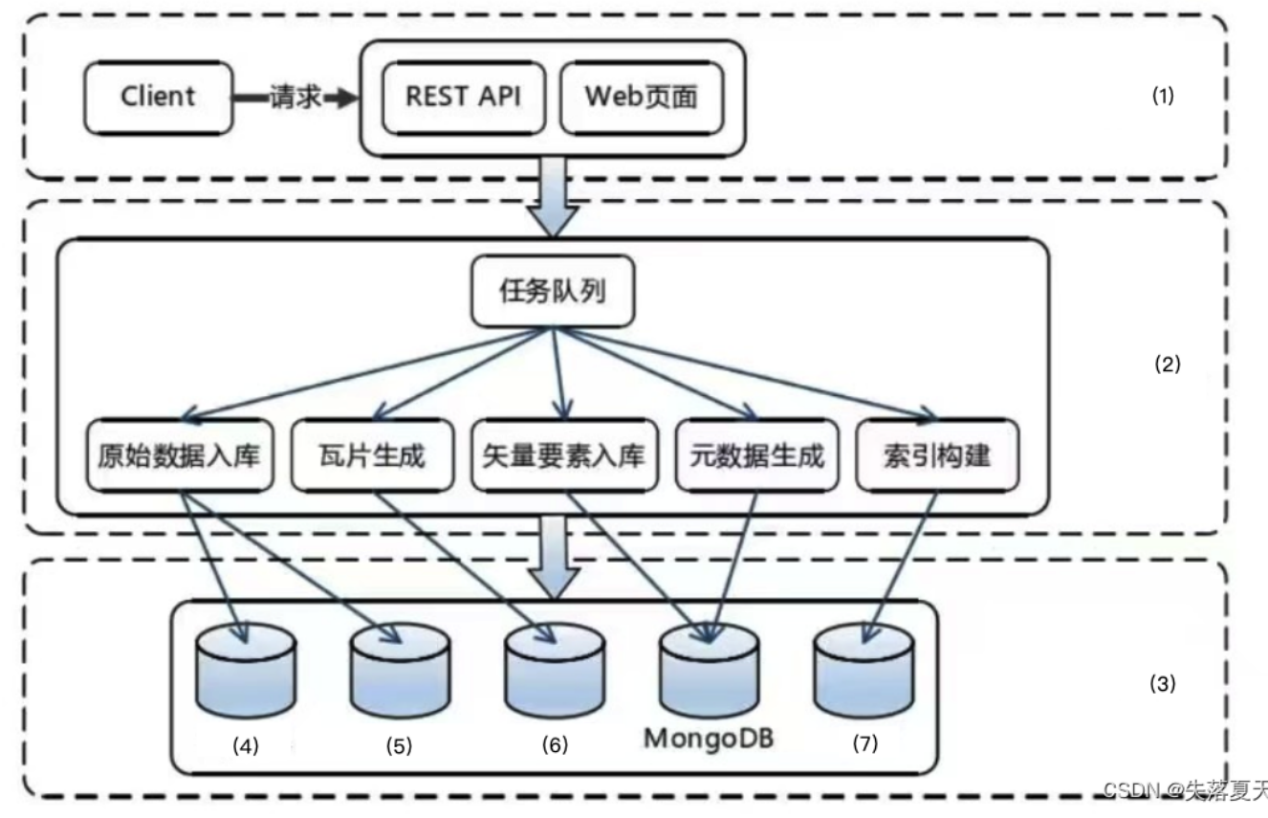 Client
请求
REST API
Web页面
(1)
任务队列
(2)
原始数据入库
瓦片生成
矢量要素入库
元数据生成
索引构建
(3)
(4)
(5)
(6)
MongoDB
(7)
CSDN @失落夏天